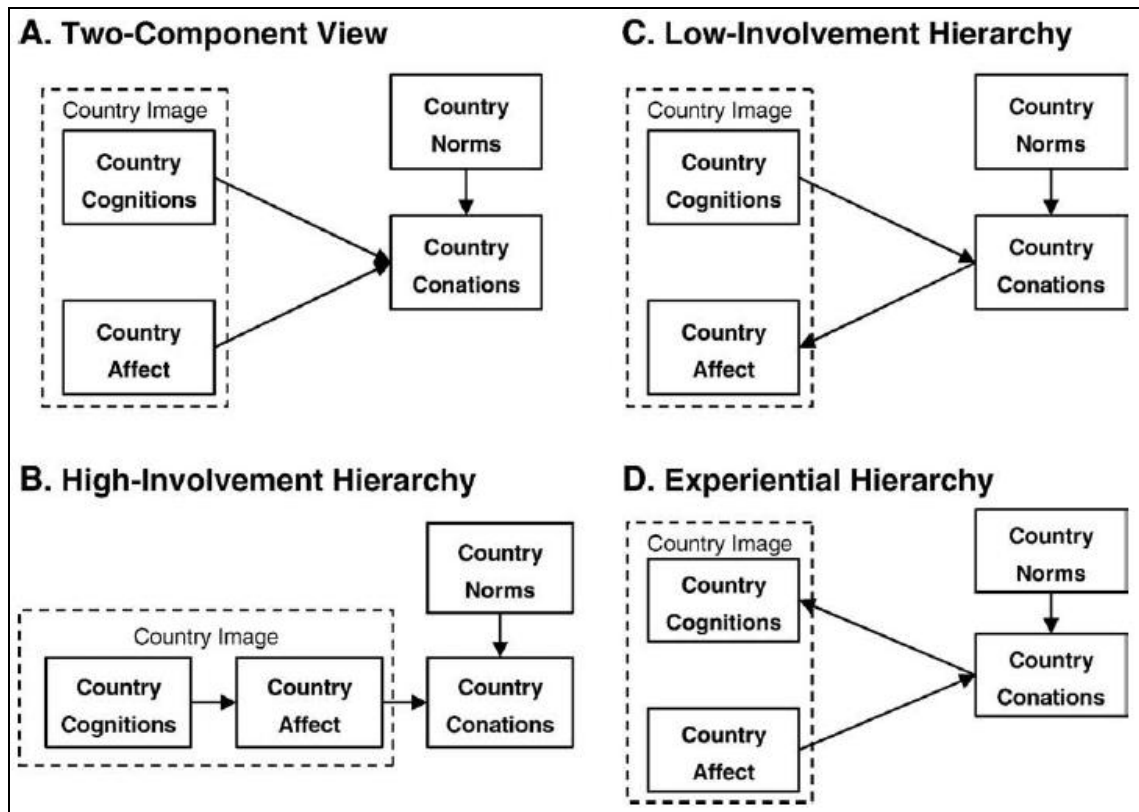 A. Two-Component View
Country Image
Country
Cognitions
Country
Affect
Country
Norms
Country
Conations
B. High-Involvement Hierarchy
Country
Norms
Country Image
Country
Cognitions
Country
Affect
Country
Conations
C. Low-Involvement Hierarchy
Country Image
Country
Cognitions
Country
Affect
Country
Norms
Country
Conations
D. Experiential Hierarchy
Country Image
Country
Cognitions
Country
Affect
Country
Norms
Country
Conations